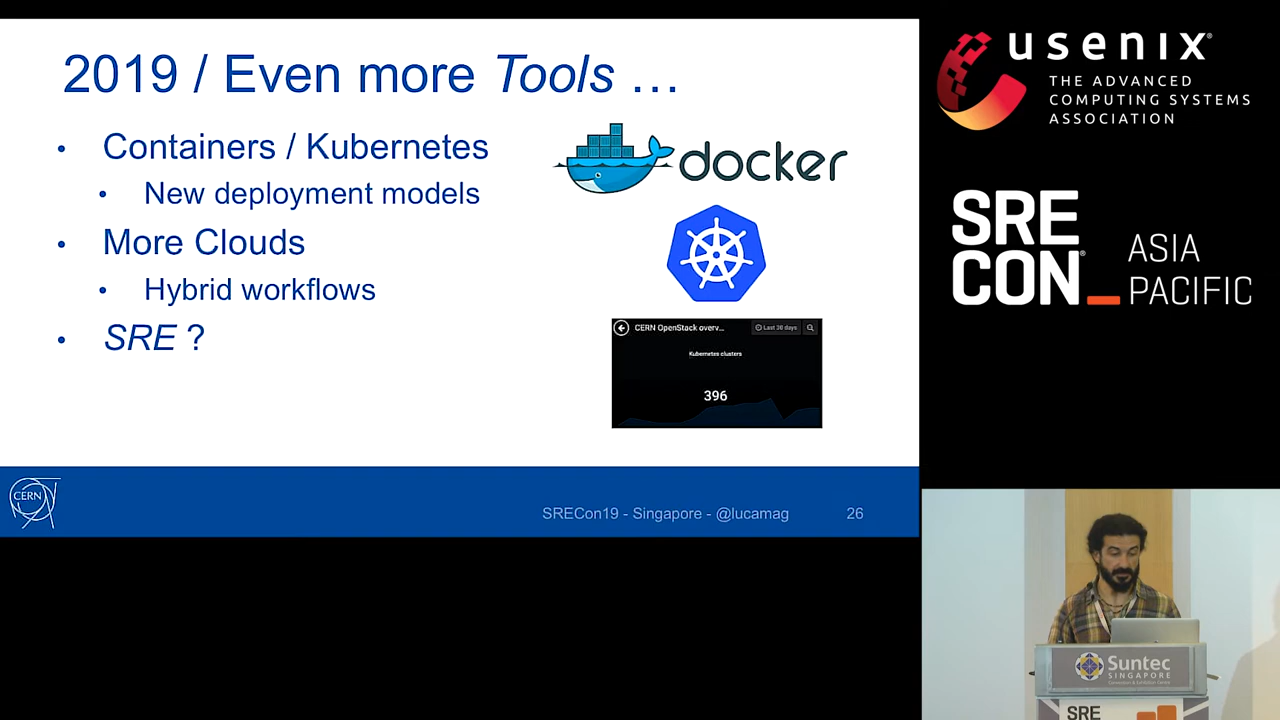 2019 / Even more Tools …
• Containers / Kubernetes
• New deployment models
• More Clouds
• Hybrid workflows
• SRE ?
docker
CERN OpenStack overv...
Last 30 days
Kubernetes clusters
396
CERN
SRECon19 - Singapore - @lucamag
26
usenix®
THE ADVANCED
COMPUTING SYSTEMS
ASSOCIATION
SRE
CON®
ASIA
PACIFIC
Suntec
SINGAPORE
SRE